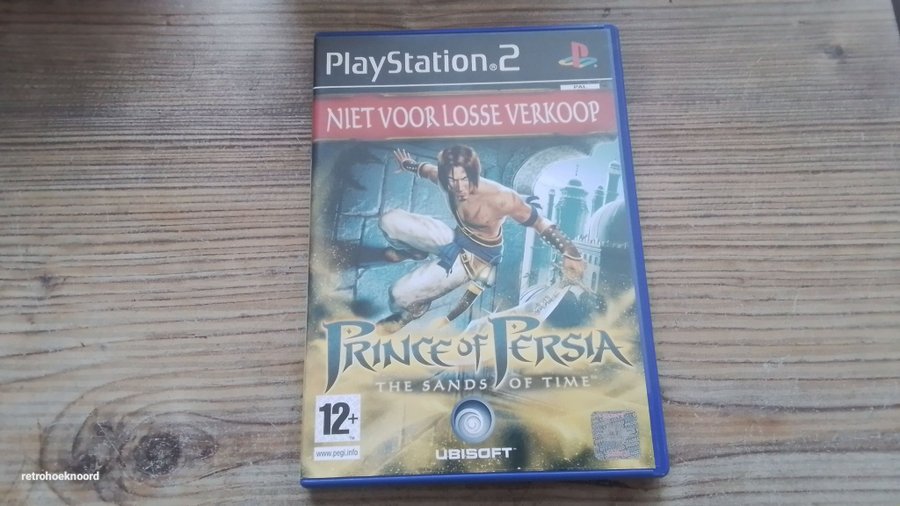 PlayStation®2
PAL
NIET VOOR LOSSE VERKOOP
PRINCE OF PERSIA
THE SANDS OF TIME™
12+
www.pegi.info
UBISOFT
retrohoeknoord